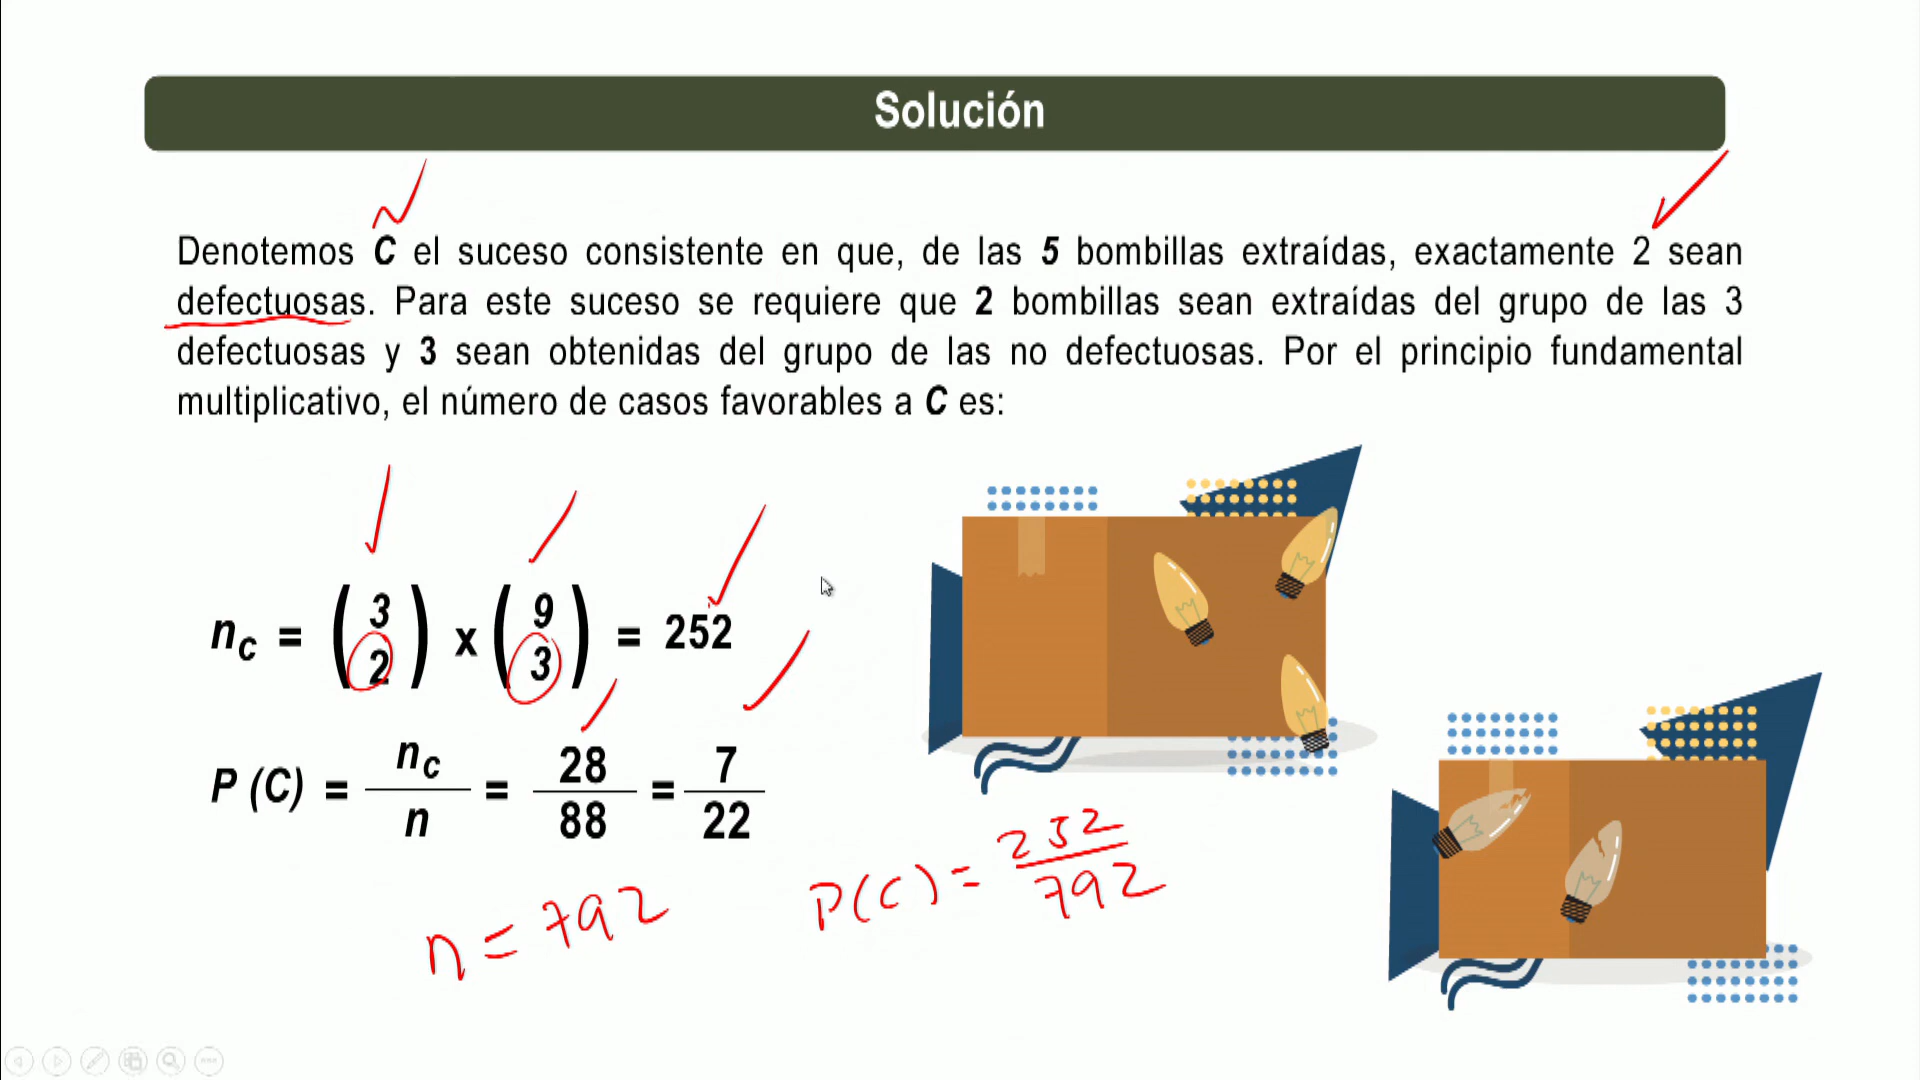 Solución
Denotemos C el suceso consistente en que, de las 5 bombillas extraídas, exactamente 2 sean
defectuosas. Para este suceso se requiere que 2 bombillas sean extraídas del grupo de las 3
defectuosas y 3 sean obtenidas del grupo de las no defectuosas. Por el principio fundamental
multiplicativo, el número de casos favorables a C es:
n_c = (3 2) x (9 3) = 252
P (C) = n_c / n = 28 / 88 = 7 / 22
n = 792
P(C) = 252 / 792